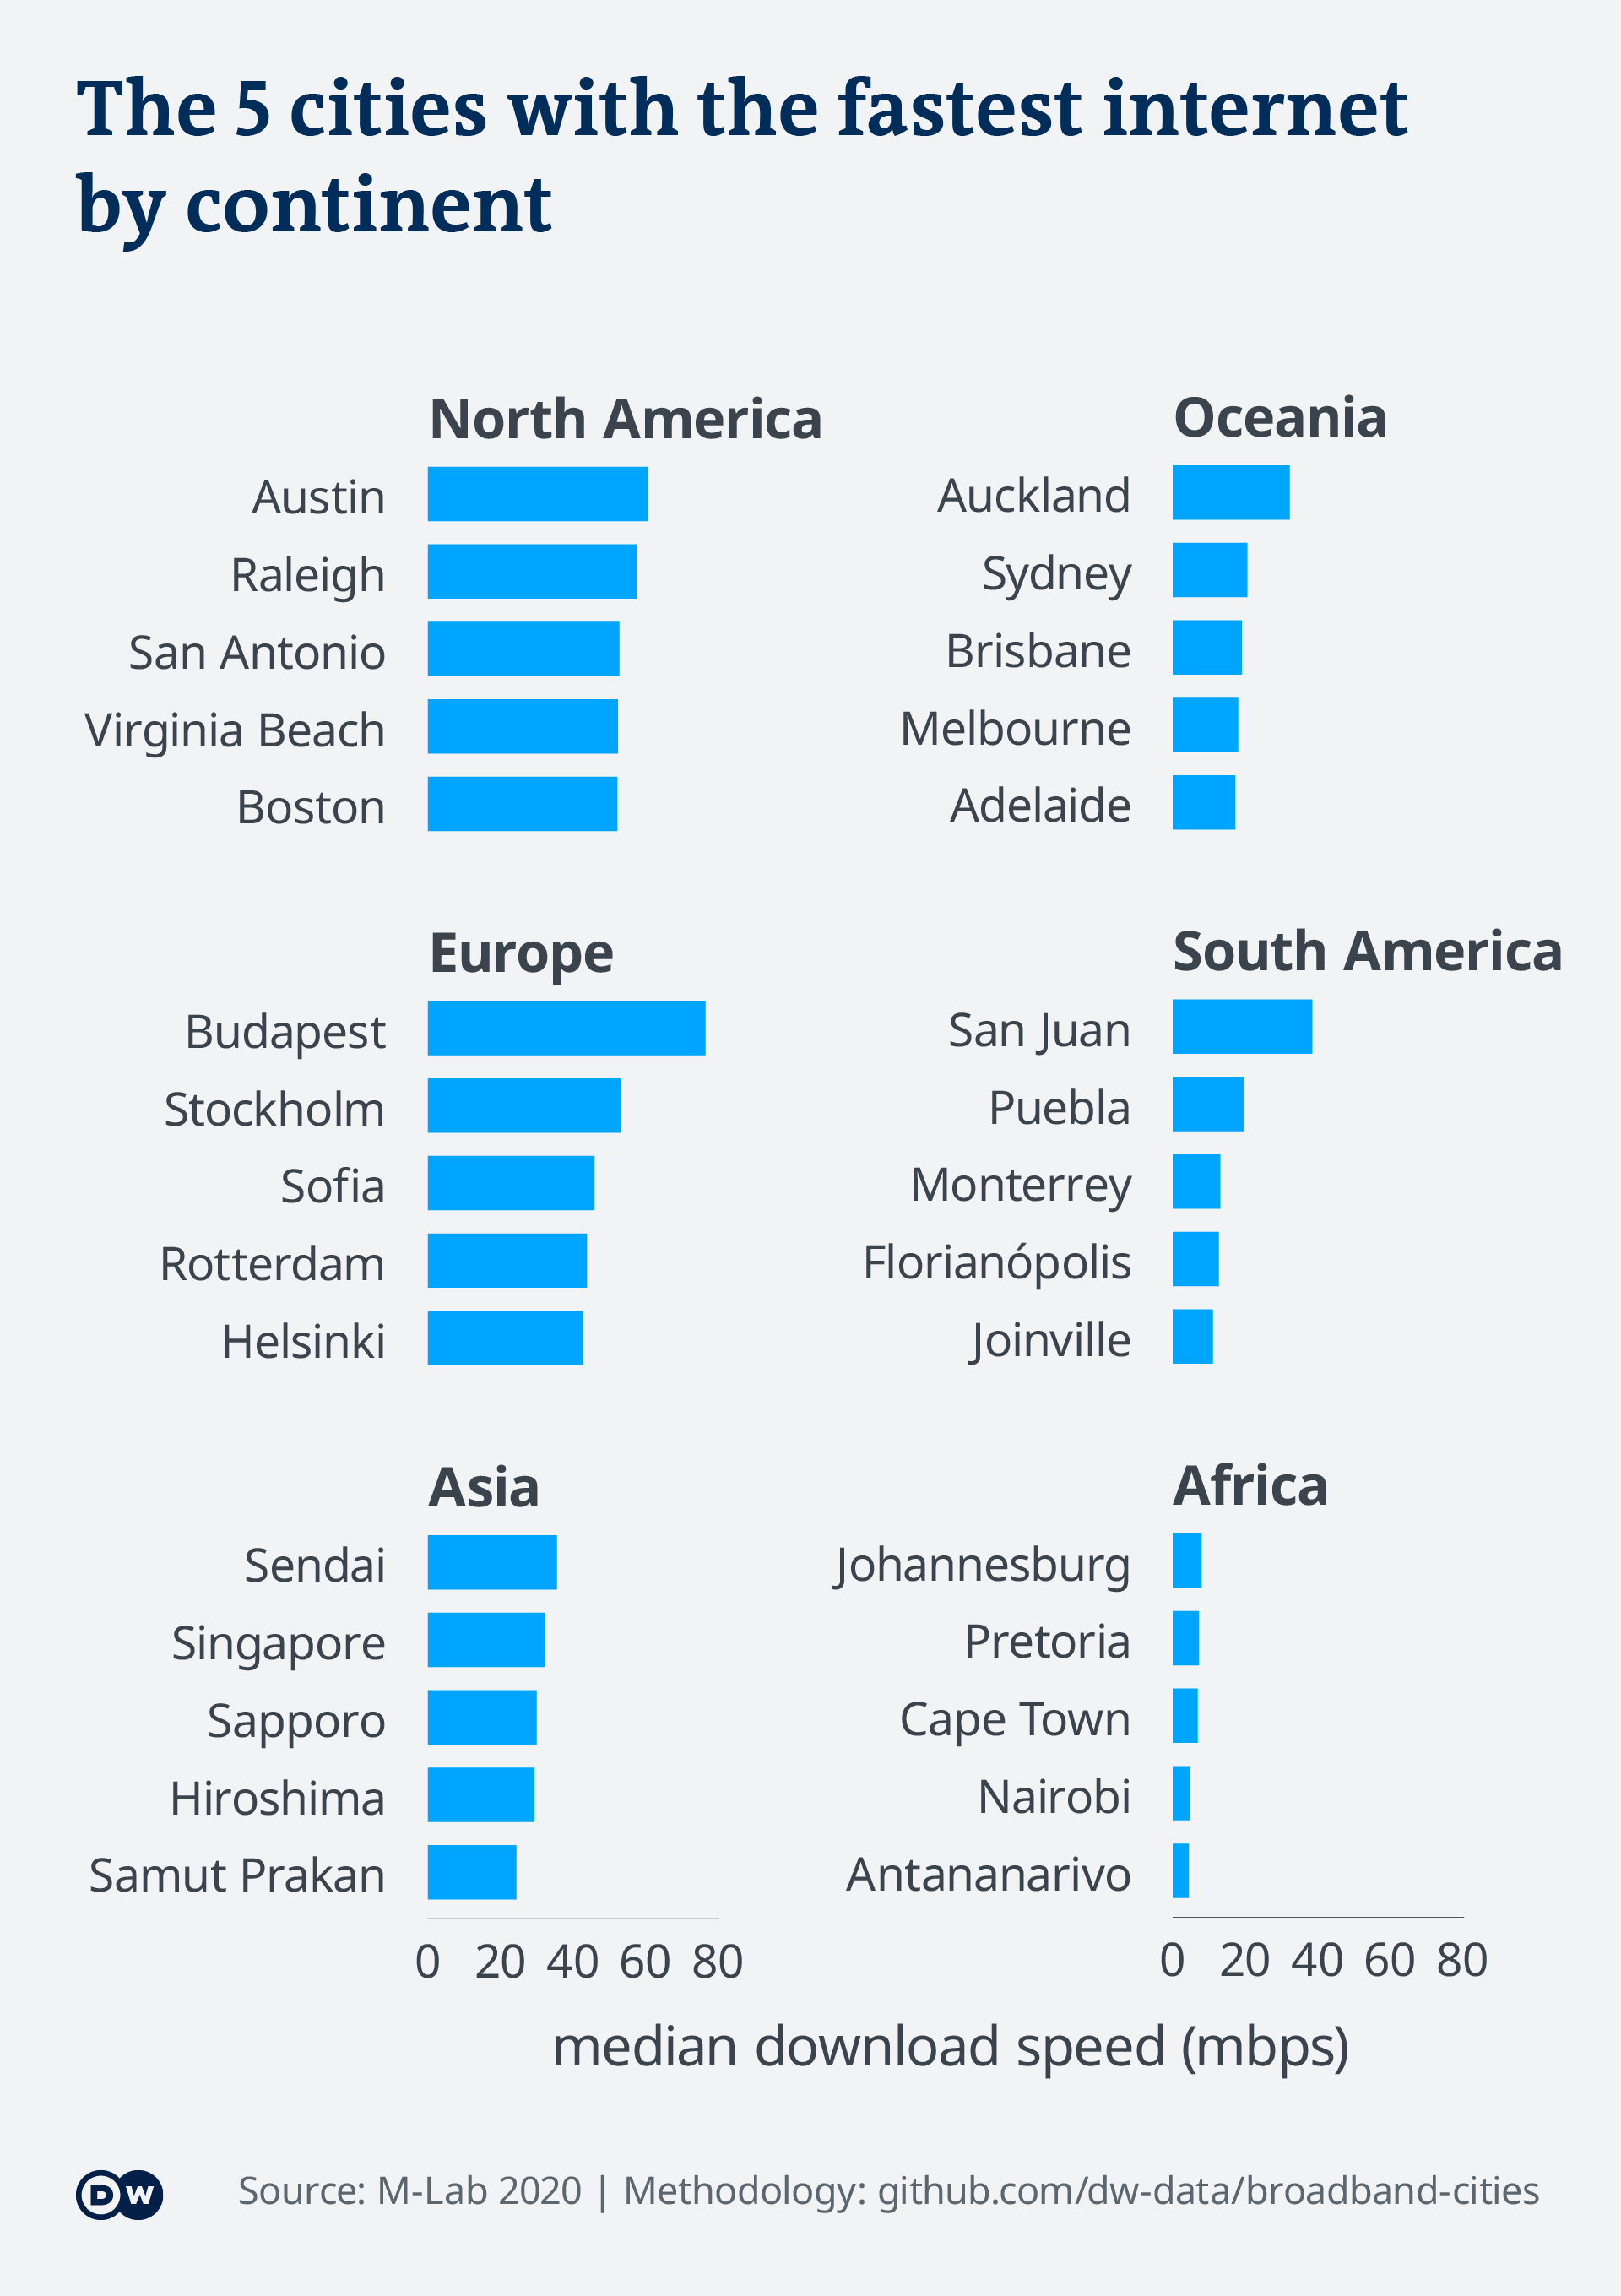 The 5 cities with the fastest internet
by continent
North America
Austin
Raleigh
San Antonio
Virginia Beach
Boston
Oceania
Auckland
Sydney
Brisbane
Melbourne
Adelaide
Europe
Budapest
Stockholm
Sofia
Rotterdam
Helsinki
South America
San Juan
Puebla
Monterrey
Florianópolis
Joinville
Asia
Sendai
Singapore
Sapporo
Hiroshima
Samut Prakan
0 20 40 60 80
Africa
Johannesburg
Pretoria
Cape Town
Nairobi
Antananarivo
0 20 40 60 80
median download speed (mbps)
DW
Source: M-Lab 2020 | Methodology: github.com/dw-data/broadband-cities